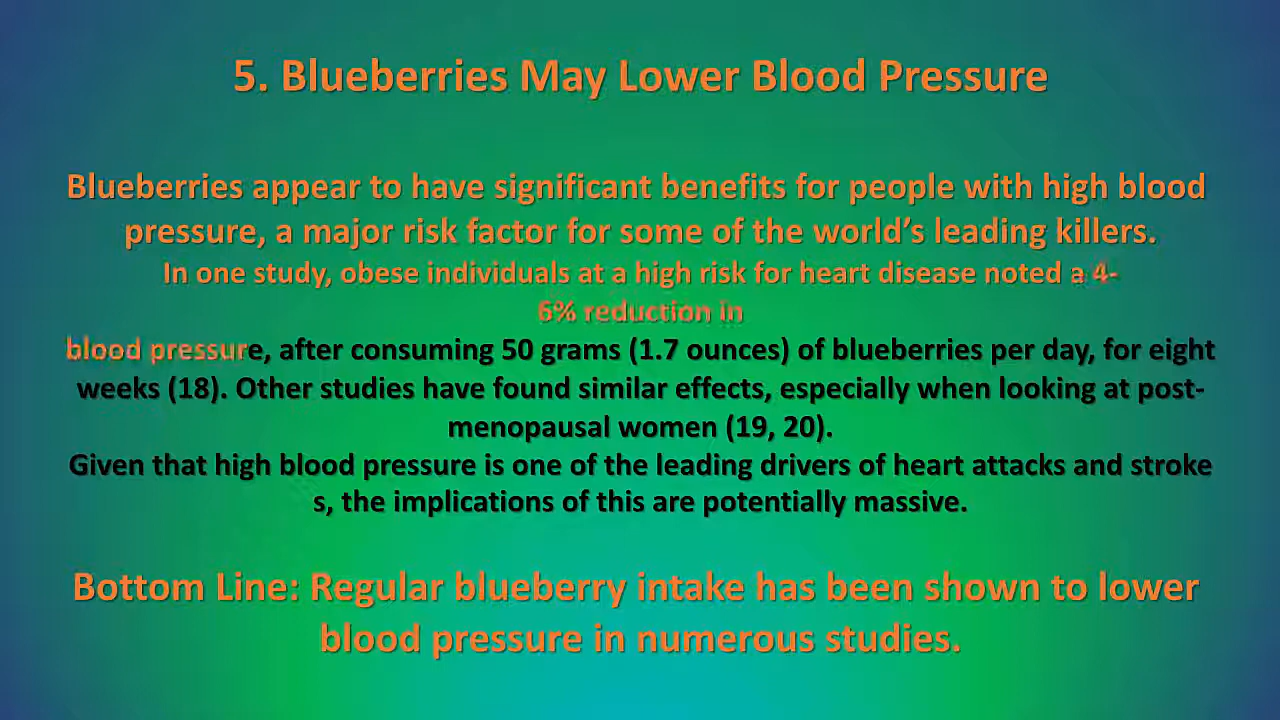 5. Blueberries May Lower Blood Pressure
Blueberries appear to have significant benefits for people with high blood
pressure, a major risk factor for some of the world’s leading killers.
In one study, obese individuals at a high risk for heart disease noted a 4-
6% reduction in
blood pressure, after consuming 50 grams (1.7 ounces) of blueberries per day, for eight
weeks (18). Other studies have found similar effects, especially when looking at post-
menopausal women (19, 20).
Given that high blood pressure is one of the leading drivers of heart attacks and stroke
s, the implications of this are potentially massive.
Bottom Line: Regular blueberry intake has been shown to lower
blood pressure in numerous studies.